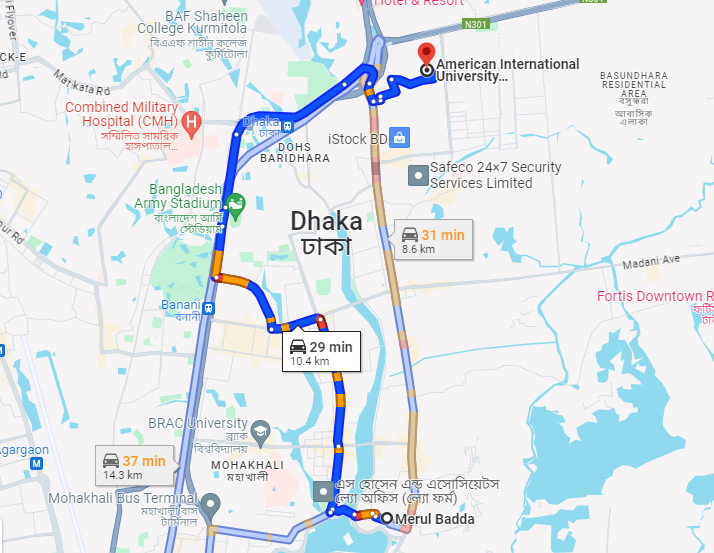 Hotel & Resort
N301
N301
BAF Shaheen
College Kurmitola
বিএএফ শাহীন কলেজ
কুর্মিটোলা
American International
University...
Matikata Rd
BASUNDHARA
RESIDENTIAL
AREA
বসুন্ধরা
আবাসিক
এলাকা
Combined Military
Hospital (CMH)
সম্মিলিত সামরিক
হাসপাতাল...
Dhaka
ঢাকা
DOHS
BARIDHARA
iStock BD
Safeco 24×7 Security
Services Limited
Bangladesh
Army Stadium
বাংলাদেশ আর্মি
স্টেডিয়াম
Dhaka
ঢাকা
31 min
8.6 km
Madani Ave
Banani
বনানী
Fortis Downtown R
29 min
10.4 km
BRAC University
ব্র্যাক
বিশ্ববিদ্যালয়
37 min
14.3 km
MOHAKHALI
মহাখালী
Agargaon
M
এস হোসেন এন্ড এসোসিয়েটস
ল্যো অফিস (ল্যো ফর্ম)
Mohakhali Bus Terminal
মহাখালী বাস
টার্মিনাল
Merul Badda